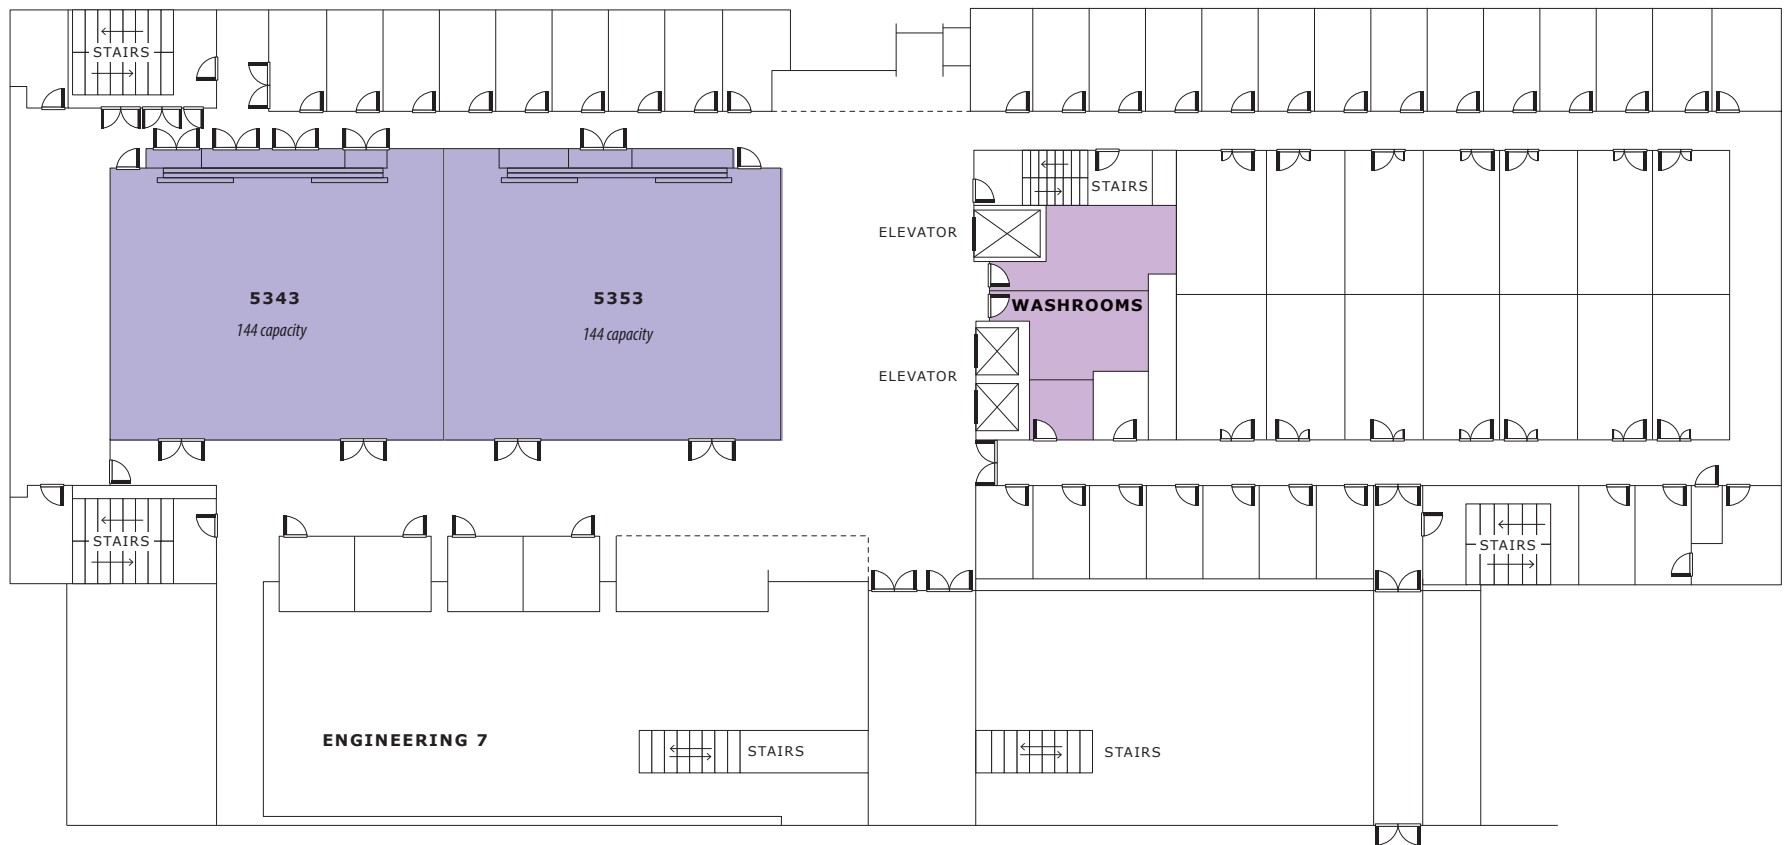 STAIRS
STAIRS
ELEVATOR
5343
144 capacity
5353
144 capacity
WASHROOMS
ELEVATOR
STAIRS
STAIRS
ENGINEERING 7
STAIRS
STAIRS